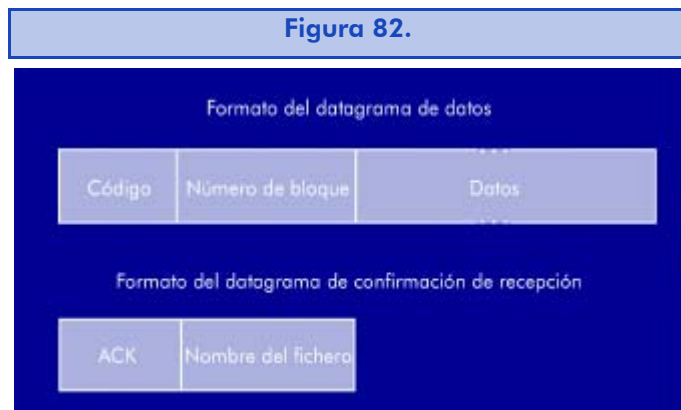 Figura 82.
Formato del datagrama de datos
Código Número de bloque Datos
Formato del datagrama de confirmación de recepción
ACK Nombre del fichero